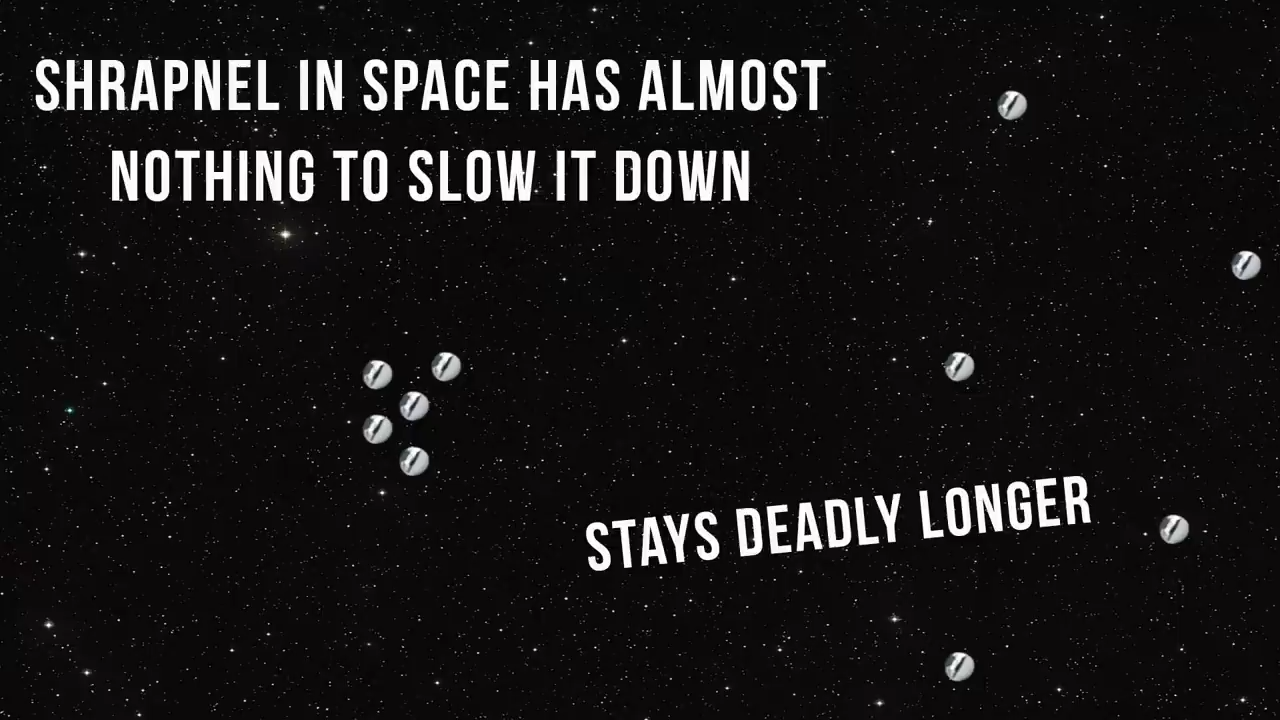 SHRAPNEL IN SPACE HAS ALMOST
NOTHING TO SLOW IT DOWN
STAYS DEADLY LONGER